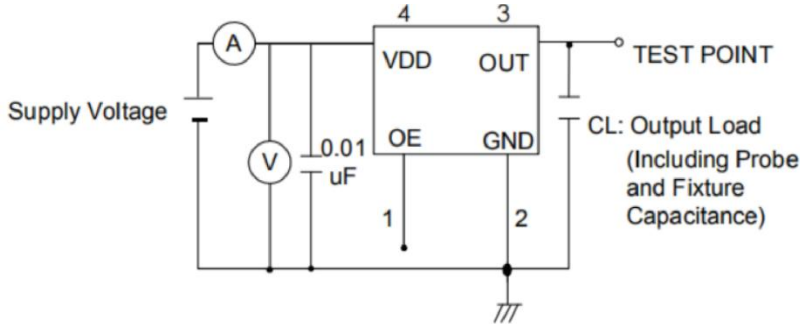 4 3
A
VDD OUT
TEST POINT
Supply Voltage
V
0.01
uF
OE GND
CL: Output Load
(Including Probe
and Fixture
Capacitance)
1 2